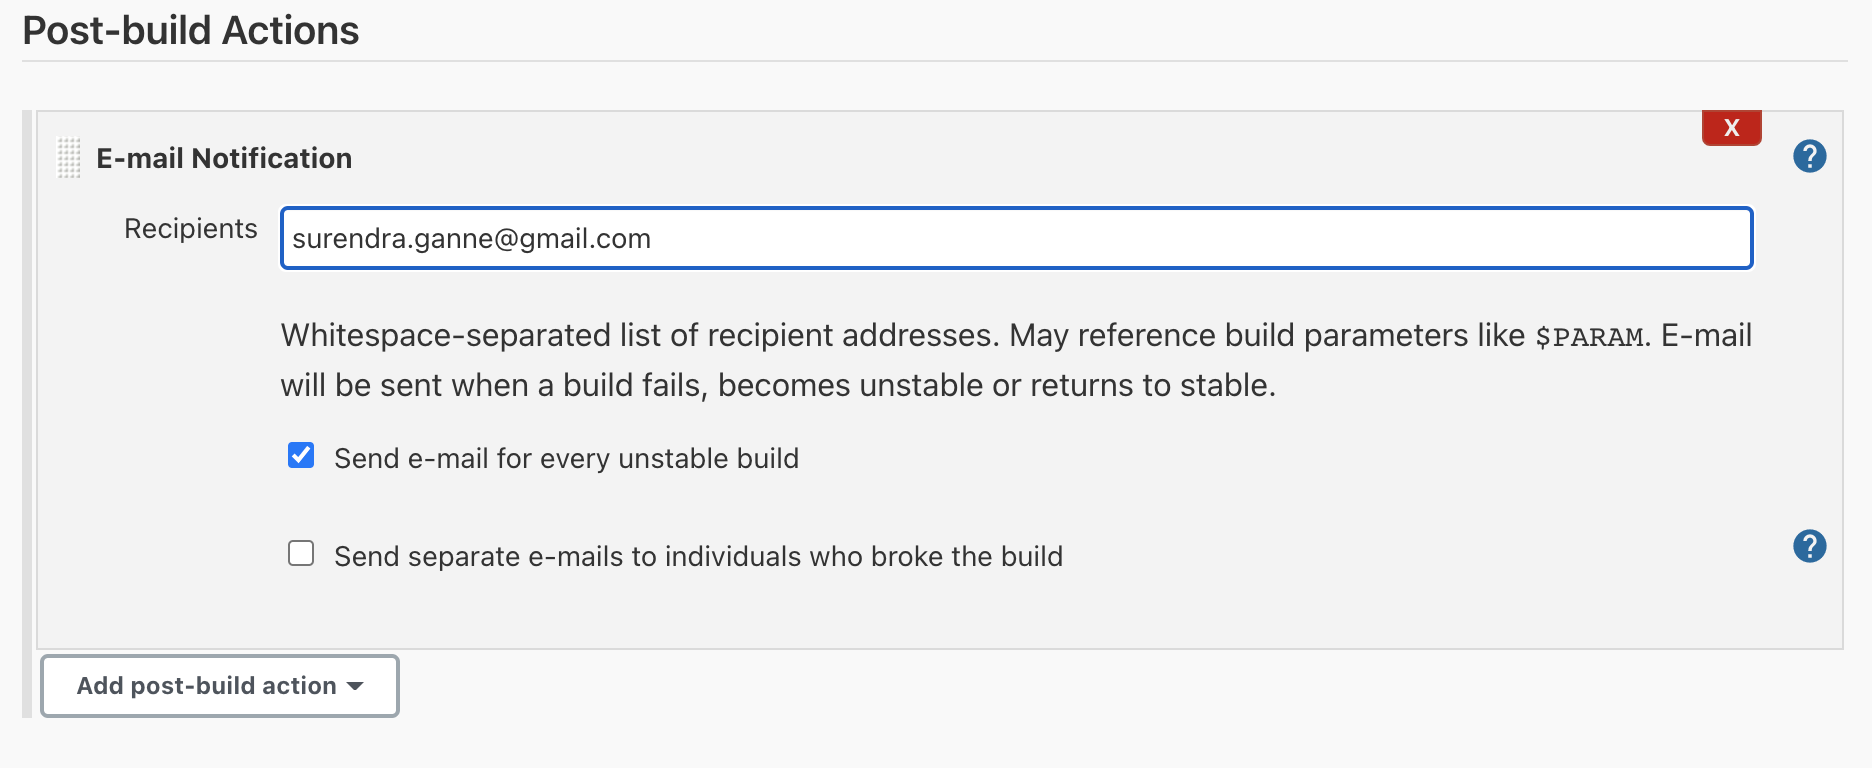 Post-build Actions
X
?
E-mail Notification
Recipients
surendra.ganne@gmail.com
Whitespace-separated list of recipient addresses. May reference build parameters like $PARAM. E-mail
will be sent when a build fails, becomes unstable or returns to stable.
Send e-mail for every unstable build
Send separate e-mails to individuals who broke the build
?
Add post-build action